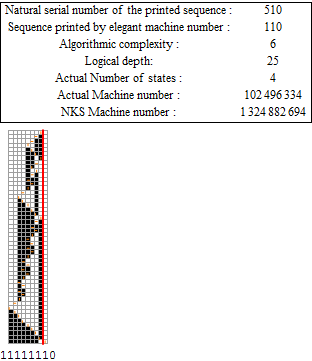 Natural serial number of the printed sequence : 510
Sequence printed by elegant machine number : 110
Algorithmic complexity : 6
Logical depth: 25
Actual Number of states : 4
Actual Machine number : 102 496 334
NKS Machine number : 1 324 882 694
11111110